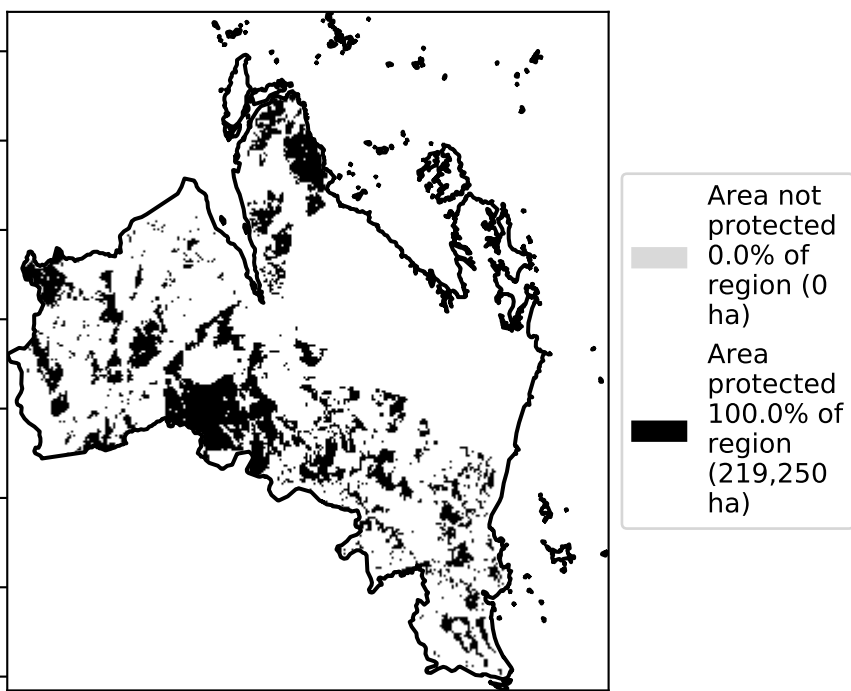 Area not
protected
0.0% of
region (0
ha)
Area
protected
100.0% of
region
(219,250
ha)